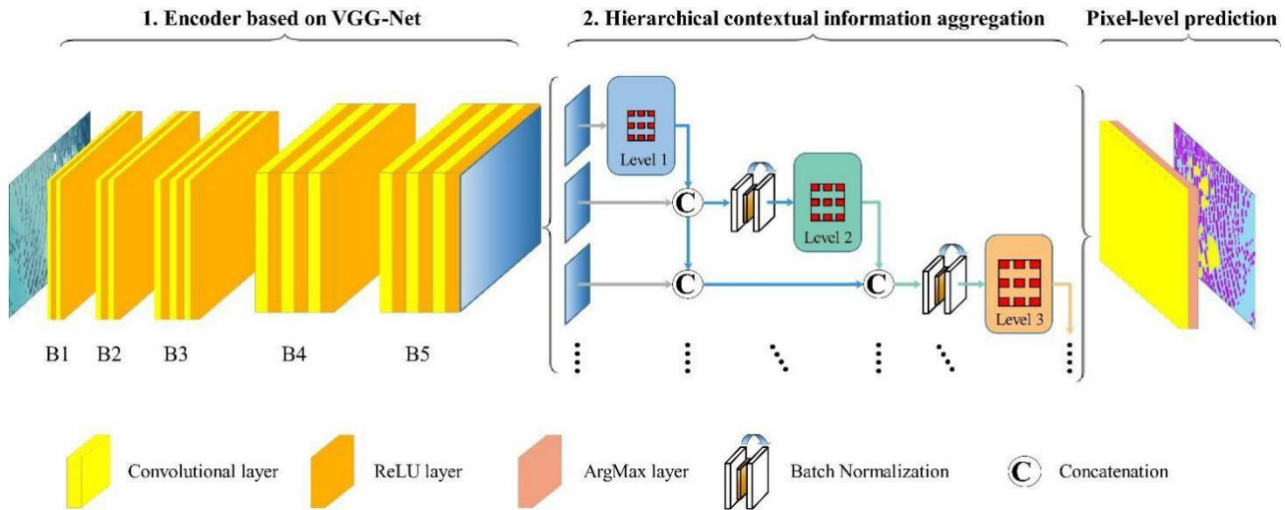 1. Encoder based on VGG-Net
2. Hierarchical contextual information aggregation
Pixel-level prediction
Level 1
C
Level 2
C
C
Level 3
B1
B2
B3
B4
B5
Convolutional layer
ReLU layer
ArgMax layer
Batch Normalization
C
Concatenation